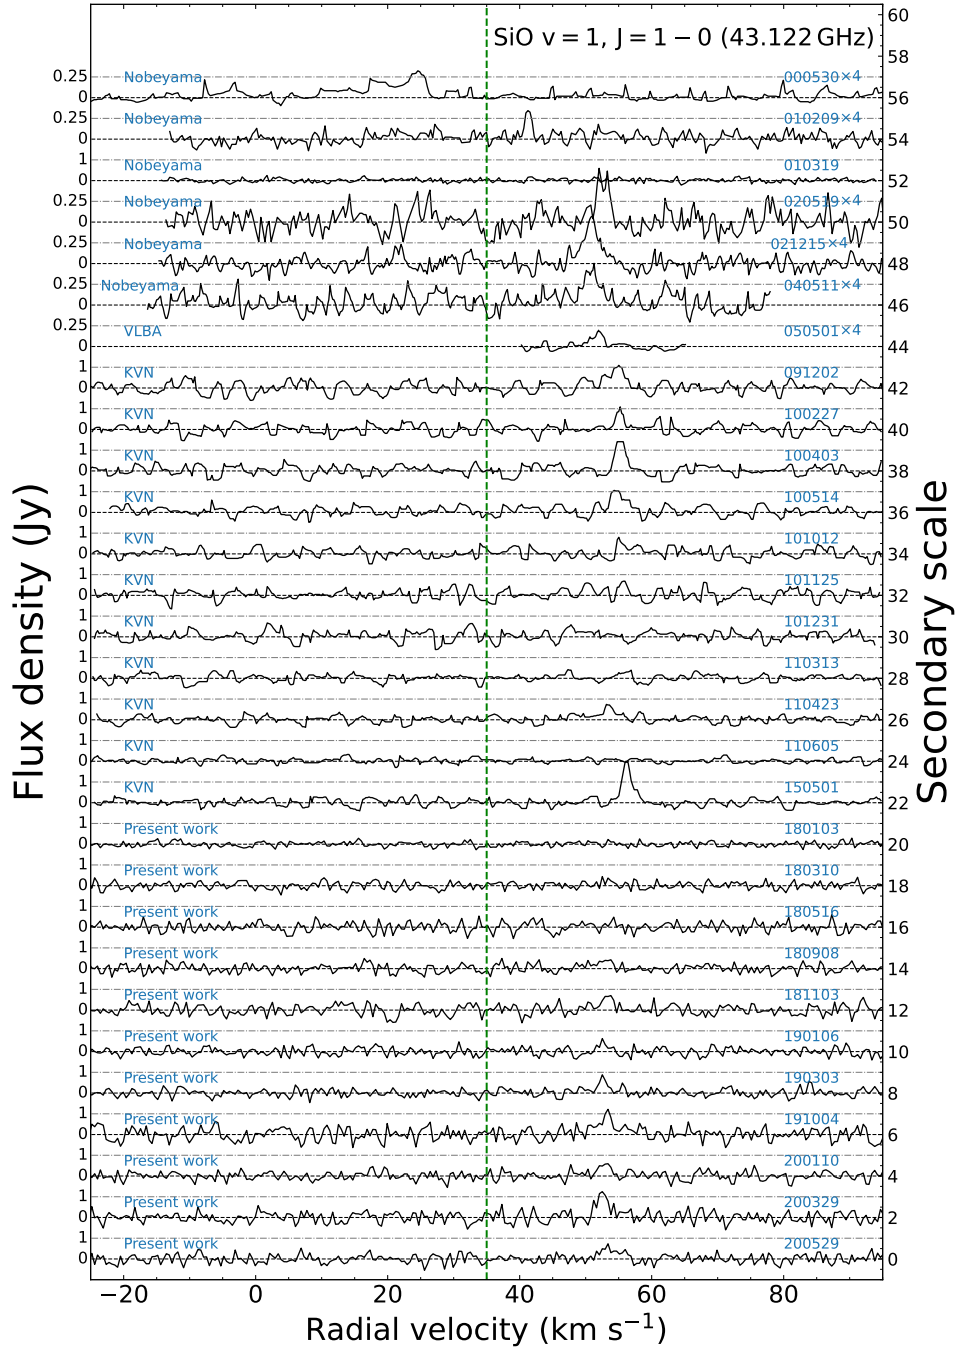 60
SiO v = 1, J = 1 − 0 (43.122 GHz)
58
0.25 Nobeyama 000530×4
0 56
0.25 Nobeyama 010209×4
0 54
1 Nobeyama 010319
0 52
0.25 Nobeyama 020519×4
0 50
0.25 Nobeyama 021215×4
0 48
0.25 Nobeyama 040511×4
0 46
0.25 VLBA 050501×4
0 44
1 KVN 091202
0 42
1 KVN 100227
0 40
1 KVN 100403
0 38
1 KVN 100514
0 36
1 KVN 101012
0 34
1 KVN 101125
0 32
1 KVN 101231
0 30
1 KVN 110313
0 28
1 KVN 110423
0 26
1 KVN 110605
0 24
1 KVN 150501
0 22
1 Present work 180103
0 20
1 Present work 180310
0 18
1 Present work 180516
0 16
1 Present work 180908
0 14
1 Present work 181103
0 12
1 Present work 190106
0 10
1 Present work 190303
0 8
1 Present work 191004
0 6
1 Present work 200110
0 4
1 Present work 200329
0 2
1 Present work 200529
0 0
−20 0 20 40 60 80
Radial velocity (km s⁻¹)
Flux density (Jy)
Secondary scale